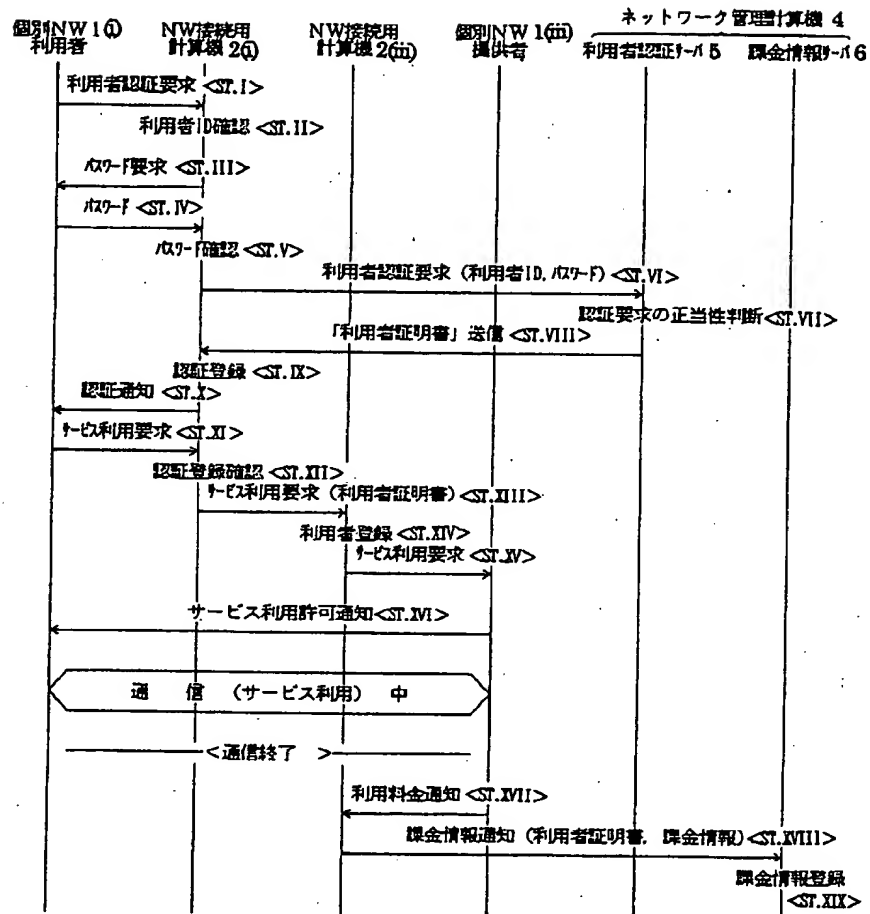 ネットワーク管理計算機 4
個別NW 1(i)
利用者
NW接続用
計算機 2(i)
NW接続用
計算機 2(iii)
個別NW 1(iii)
提供者
利用者認証サーバ 5
課金情報サーバ 6
利用者認証要求 <ST.I>
利用者ID確認 <ST.II>
パスワード要求 <ST.III>
パスワード <ST.IV>
パスワード確認 <ST.V>
利用者認証要求 (利用者ID, パスワード) <ST.VI>
認証要求の正当性判断 <ST.VII>
「利用者証明書」送信 <ST.VIII>
認証登録 <ST.IX>
認証通知 <ST.X>
サービス利用要求 <ST.XI>
認証登録確認 <ST.XII>
サービス利用要求 (利用者証明書) <ST.XIII>
利用者登録 <ST.XIV>
サービス利用要求 <ST.XV>
サービス利用許可通知 <ST.XVI>
通 信 (サービス利用) 中
<通信終了 >
利用料金通知 <ST.XVII>
課金情報通知 (利用者証明書, 課金情報) <ST.XVIII>
課金情報登録
<ST.XIX>